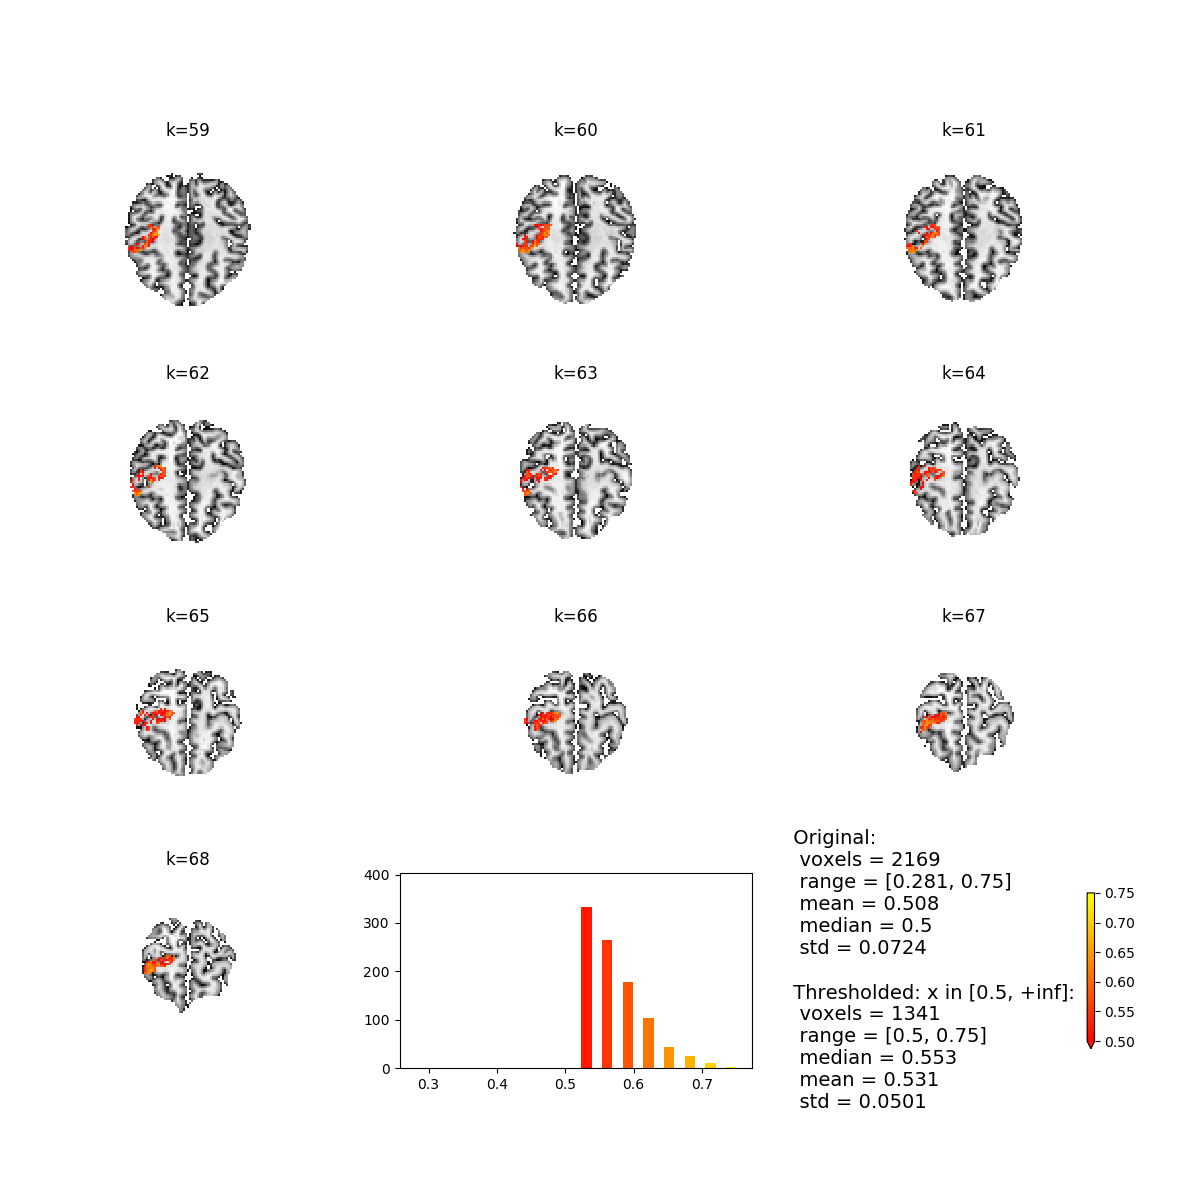 k=59
k=60
k=61
k=62
k=63
k=64
k=65
k=66
k=67
k=68
400
300
200
100
0
0.3 0.4 0.5 0.6 0.7
Original:
voxels = 2169
range = [0.281, 0.75]
mean = 0.508
median = 0.5
std = 0.0724
Thresholded: x in [0.5, +inf]:
voxels = 1341
range = [0.5, 0.75]
median = 0.553
mean = 0.531
std = 0.0501
0.75
0.70
0.65
0.60
0.55
0.50